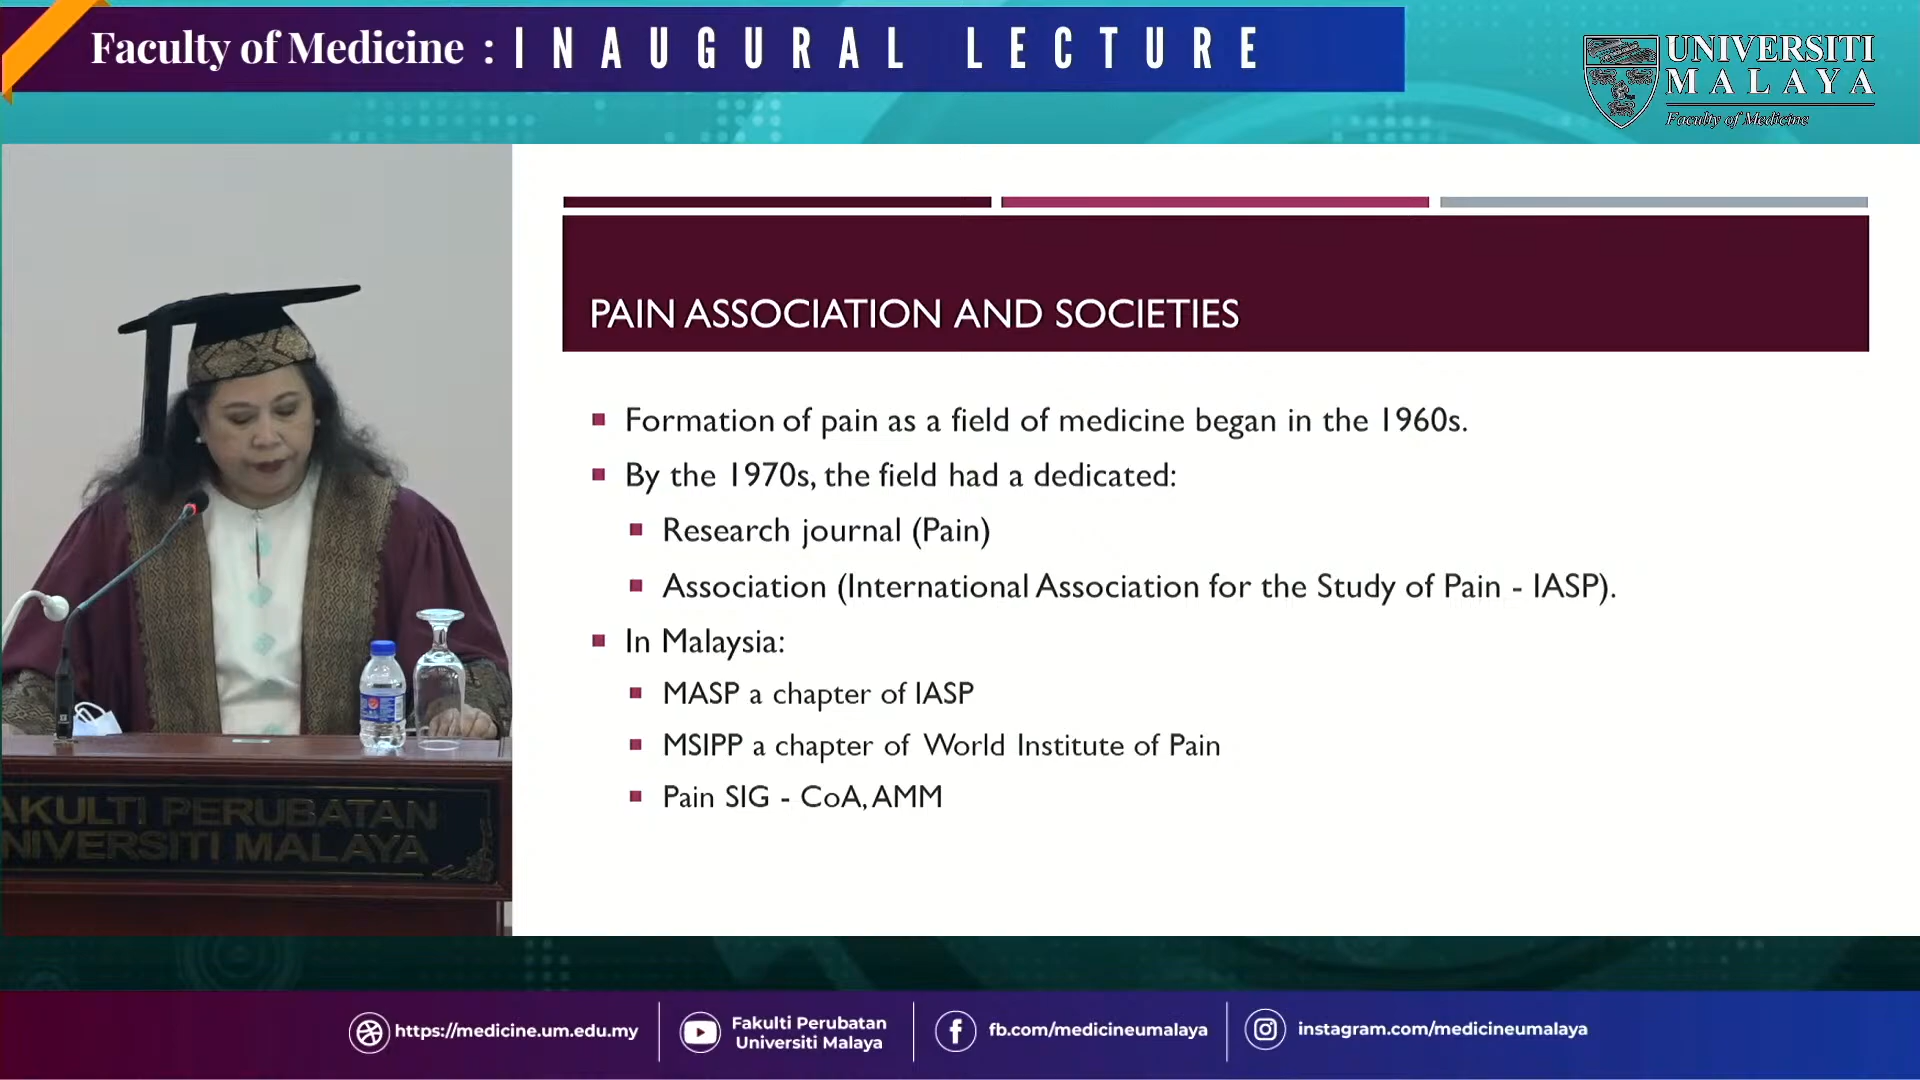 Faculty of Medicine : INAUGURAL LECTURE
UNIVERSITI
MALAYA
Faculty of Medicine
PAIN ASSOCIATION AND SOCIETIES
Formation of pain as a field of medicine began in the 1960s.
By the 1970s, the field had a dedicated:
Research journal (Pain)
Association (International Association for the Study of Pain - IASP).
In Malaysia:
MASP a chapter of IASP
MSIPP a chapter of World Institute of Pain
Pain SIG - CoA, AMM
AKULTI PERUBATAN
NIVERSITI MALAYA
https://medicine.um.edu.my
Fakulti Perubatan
Universiti Malaya
fb.com/medicineumalaya
instagram.com/medicineumalaya